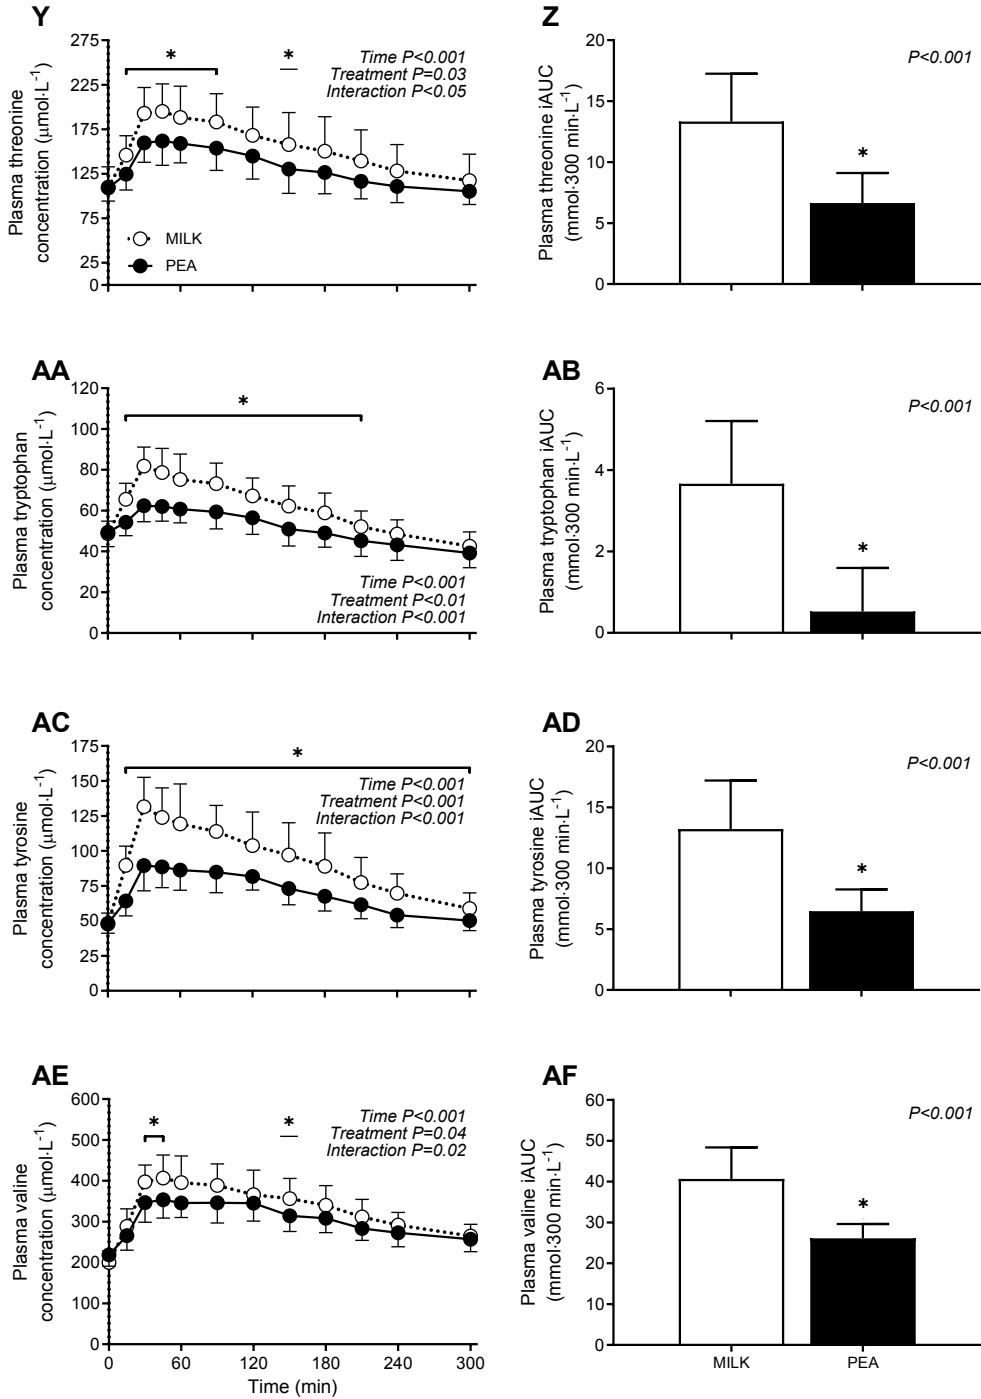 Y
Plasma threonine
concentration (μmol·L⁻¹)
275
225
175
125
75
25
0
*
*
Time P<0.001
Treatment P=0.03
Interaction P<0.05
MILK
PEA
Z
Plasma threonine iAUC
(mmol·300 min·L⁻¹)
20
15
10
5
0
P<0.001
*
AA
Plasma tryptophan
concentration (μmol·L⁻¹)
120
100
80
60
40
20
0
*
Time P<0.001
Treatment P<0.01
Interaction P<0.001
AB
Plasma tryptophan iAUC
(mmol·300 min·L⁻¹)
6
4
2
0
P<0.001
*
AC
Plasma tyrosine
concentration (μmol·L⁻¹)
175
150
125
100
75
50
25
0
*
Time P<0.001
Treatment P<0.001
Interaction P<0.001
AD
Plasma tyrosine iAUC
(mmol·300 min·L⁻¹)
20
15
10
5
0
P<0.001
*
AE
Plasma valine
concentration (μmol·L⁻¹)
600
500
400
300
200
100
0
*
*
Time P<0.001
Treatment P=0.04
Interaction P=0.02
0 60 120 180 240 300
Time (min)
AF
Plasma valine iAUC
(mmol·300 min·L⁻¹)
60
50
40
30
20
10
0
P<0.001
*
MILK PEA